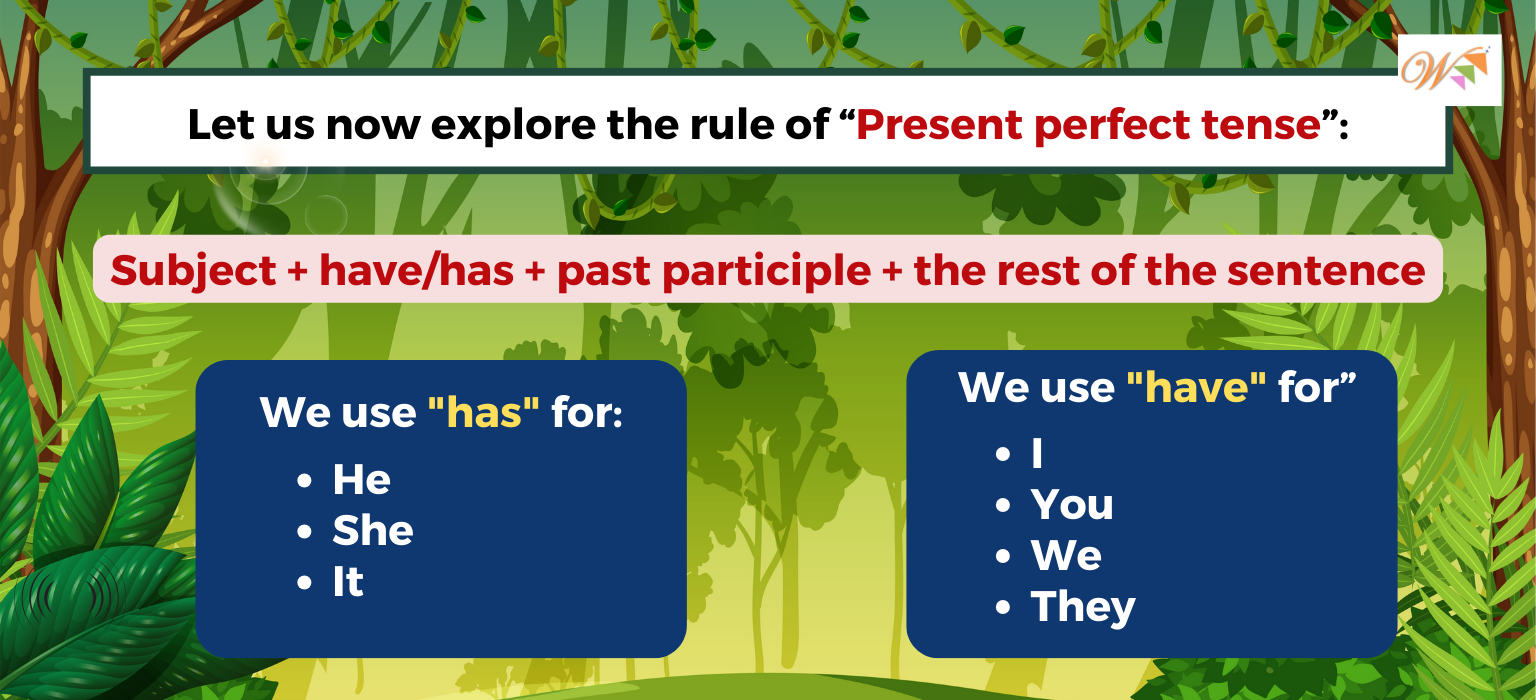 W
Let us now explore the rule of “Present perfect tense”:
Subject + have/has + past participle + the rest of the sentence
We use "has" for:
• He
• She
• It
We use "have" for”
• I
• You
• We
• They